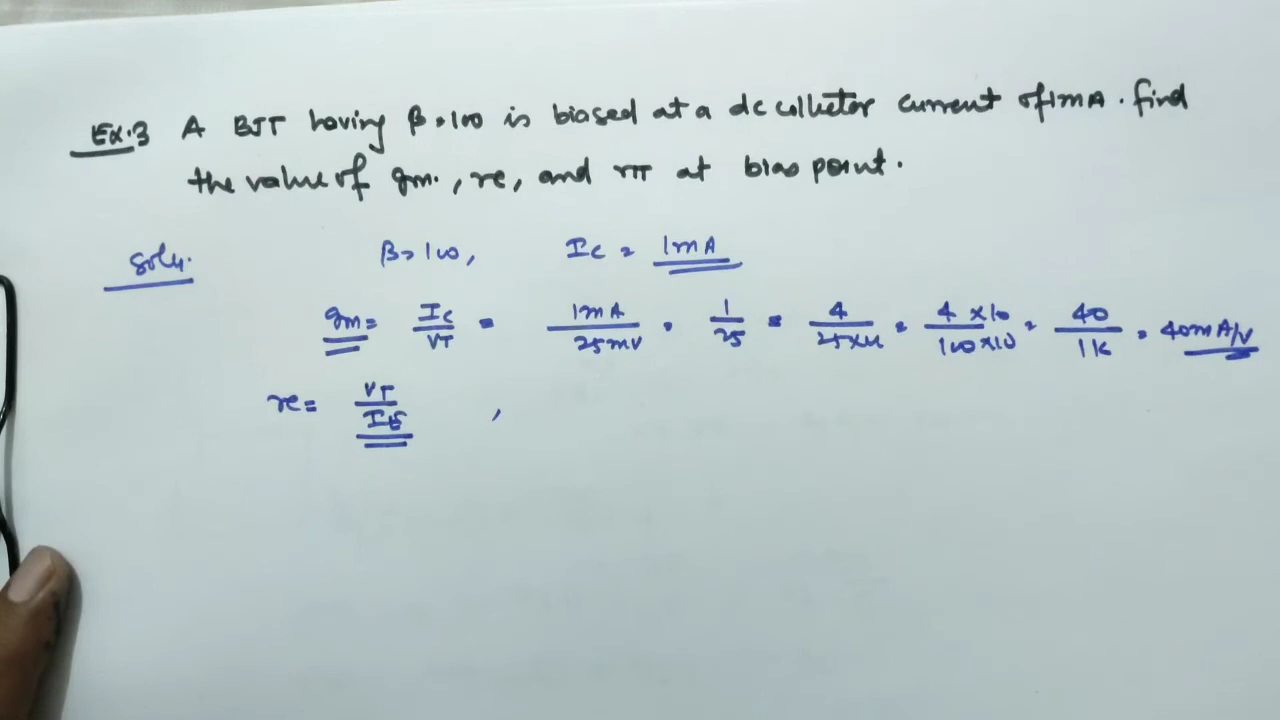 Ex.3 A BJT having β=100 is biased at a dc collector current of 1mA. find
the value of gm., re, and rπ at bias point.
Soln. β=100, Ic = 1mA
gm = Ic/VT = 1mA/25mV = 1/25 = 4/25×4 = 4×10/100×10 = 40/1K = 40mA/V
re = VT/IE ,